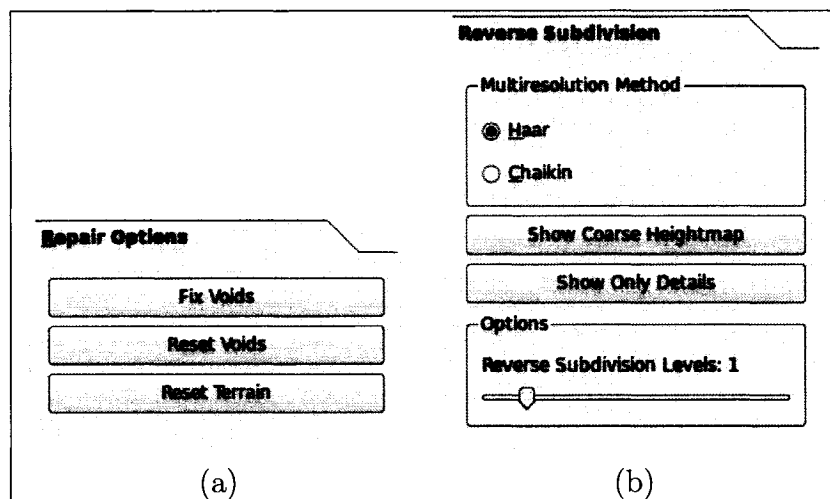 Repair Options
Fix Voids
Reset Voids
Reset Terrain
(a)
Reverse Subdivision
Multiresolution Method
Haar
Chaikin
Show Coarse Heightmap
Show Only Details
Options
Reverse Subdivision Levels: 1
(b)